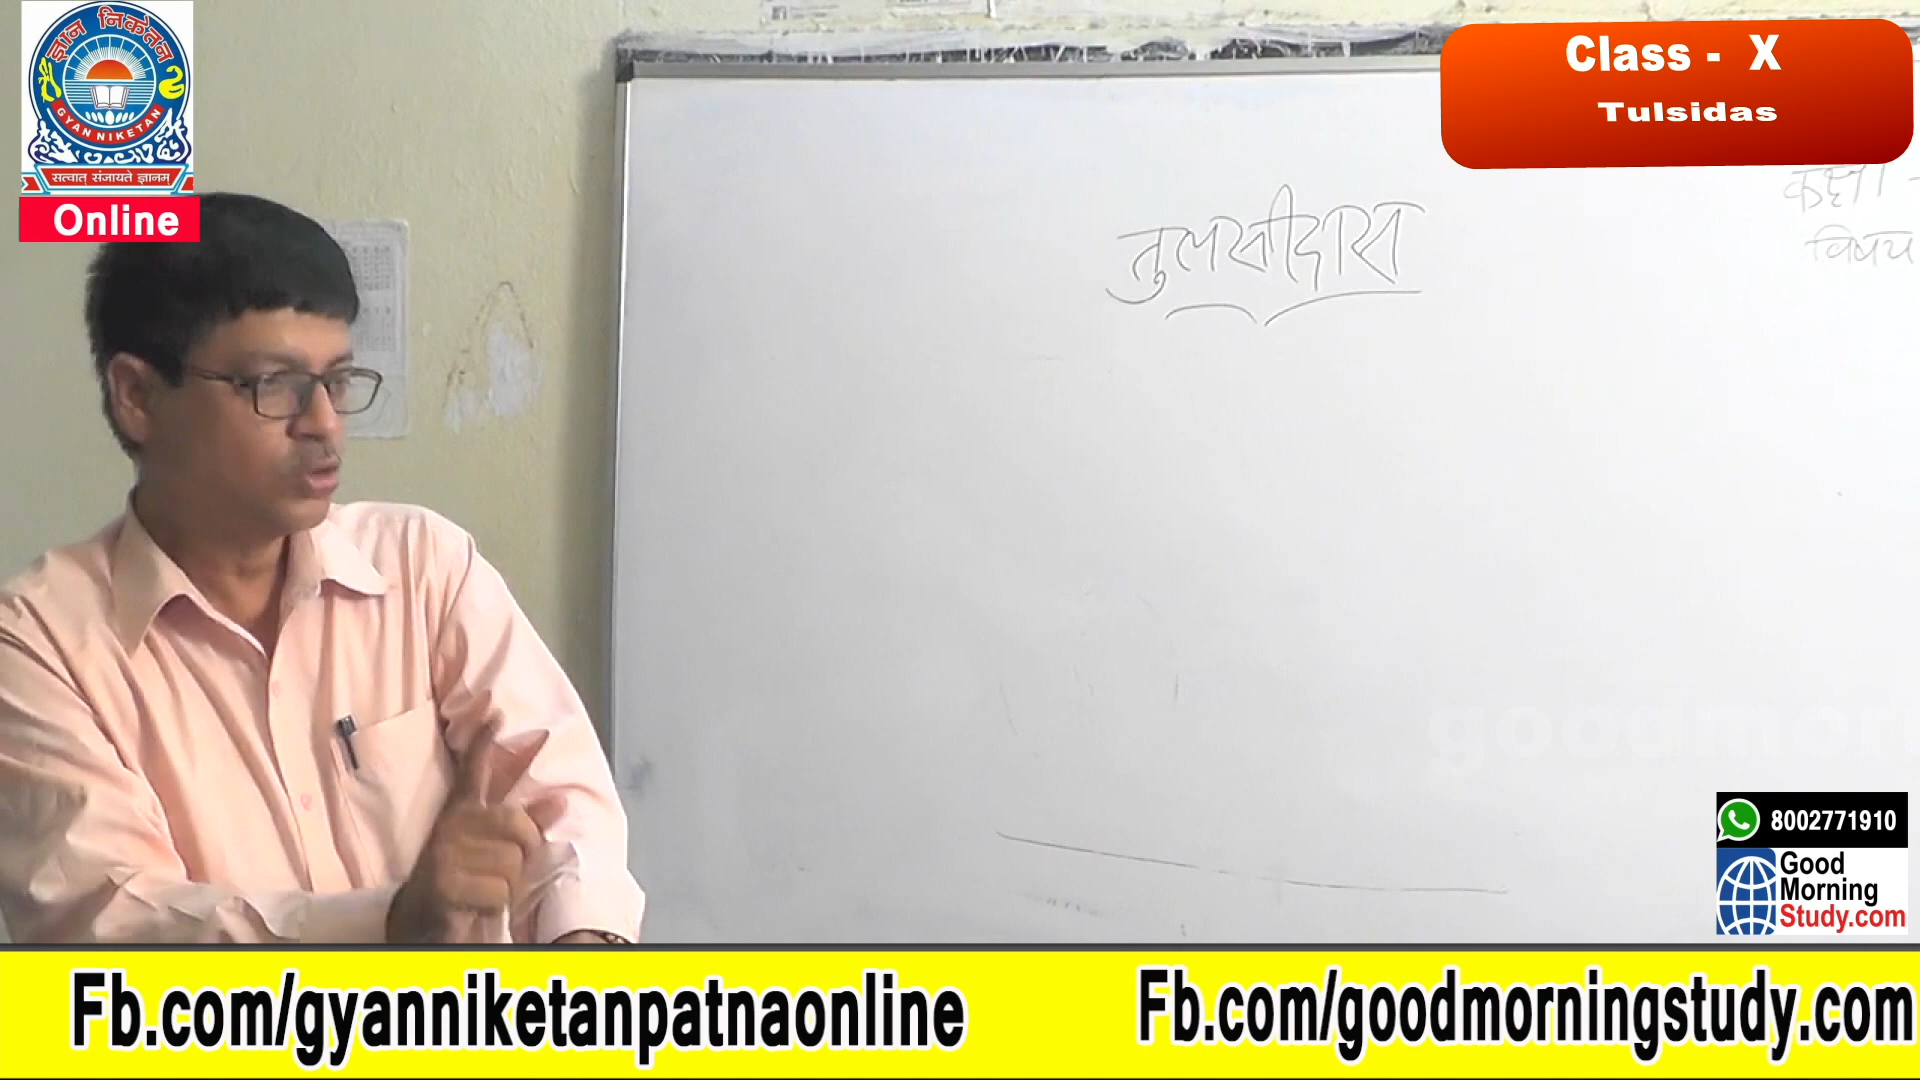 ज्ञान निकेतन
GYAN NIKETAN
सत्वात् संजायते ज्ञानम्
Online
Class - X
Tulsidas
तुलसीदास
कक्षा -
विषय
goodmor
8002771910
Good
Morning
Study.com
Fb.com/gyanniketanpatnaonline
Fb.com/goodmorningstudy.com